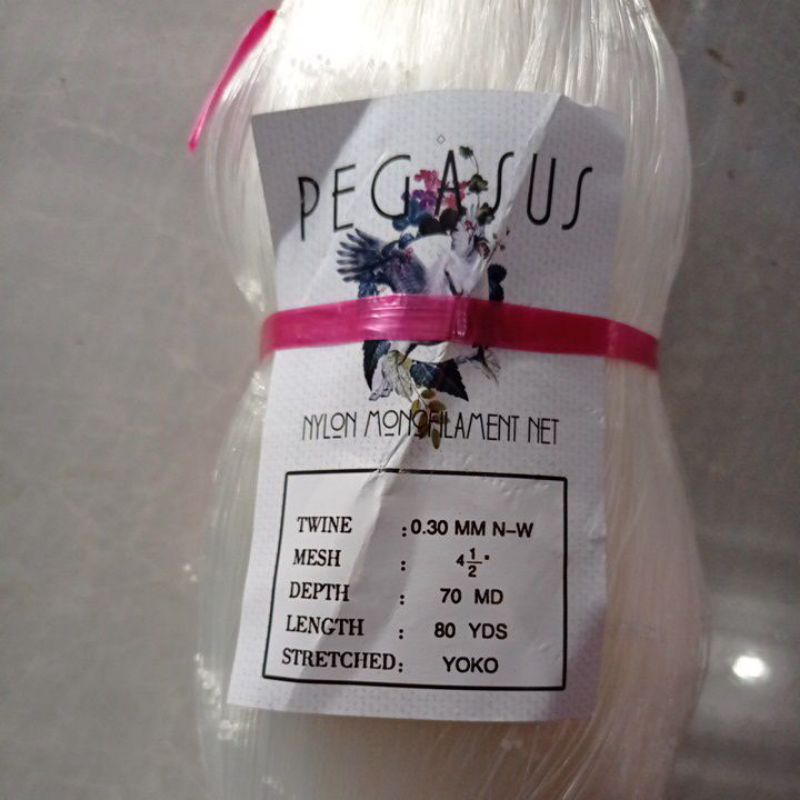 PEGASUS
NYLON MONOFILAMENT NET
TWINE : 0.30 MM N-W
MESH : 4 1/2"
DEPTH : 70 MD
LENGTH : 80 YDS
STRETCHED : YOKO